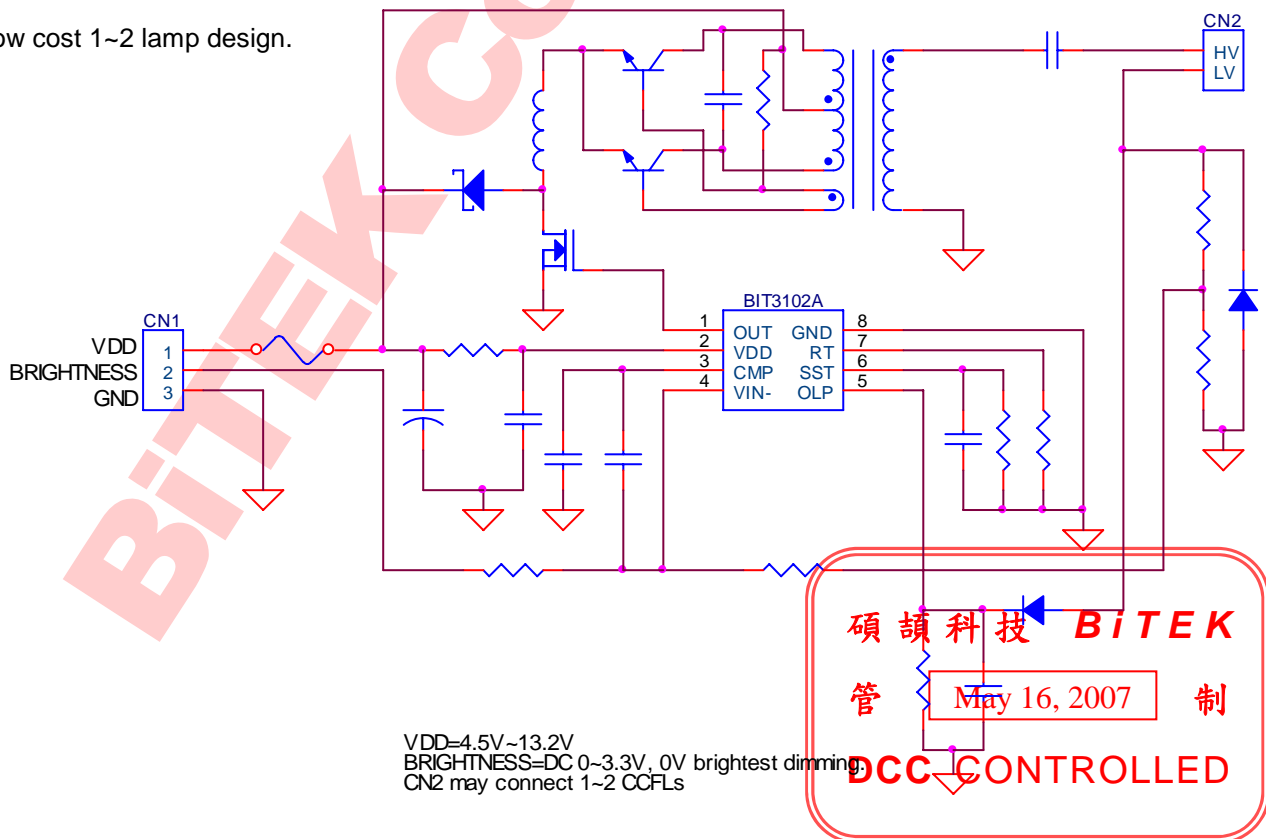 ow cost 1~2 lamp design.
CN2
HV
LV
BIT3102A
1 OUT GND 8
2 VDD RT 7
3 CMP SST 6
4 VIN- OLP 5
CN1
VDD 1
BRIGHTNESS 2
GND 3
BiTEK Co
碩頡科技 BiTEK
管 May 16, 2007 制
DCC CONTROLLED
VDD=4.5V~13.2V
BRIGHTNESS=DC 0~3.3V, 0V brightest dimming.
CN2 may connect 1~2 CCFLs